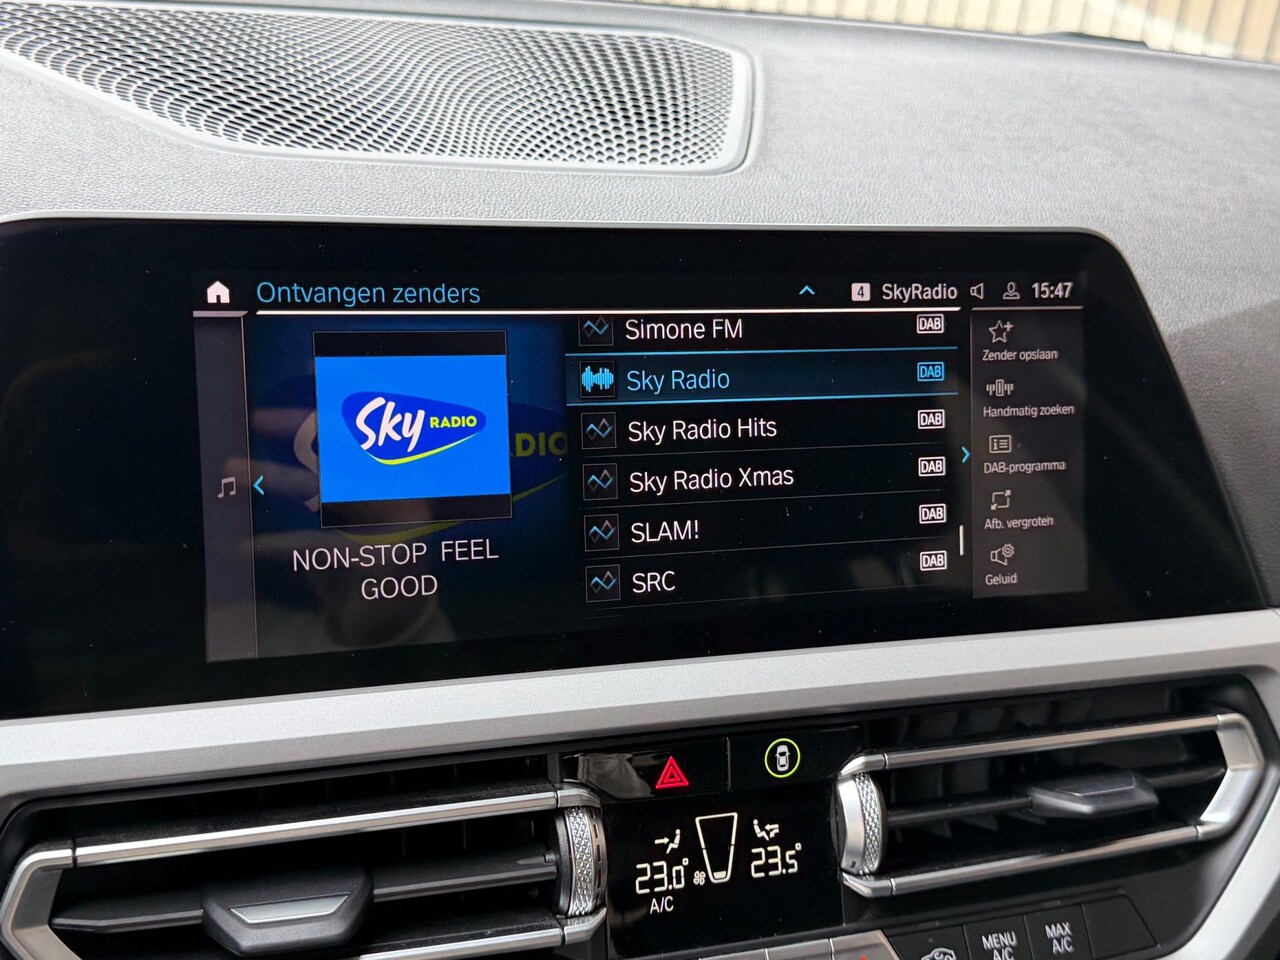 Ontvangen zenders
4 SkyRadio 15:47
Simone FM DAB
Sky Radio DAB
Sky Radio Hits DAB
Sky Radio Xmas DAB
SLAM! DAB
SRC DAB
Sky RADIO
DIO
NON-STOP FEEL
GOOD
Zender opslaan
Handmatig zoeken
DAB-programma
Afb. vergroten
Geluid
23.0° 23.5°
A/C
MENU
A/C
MAX
A/C